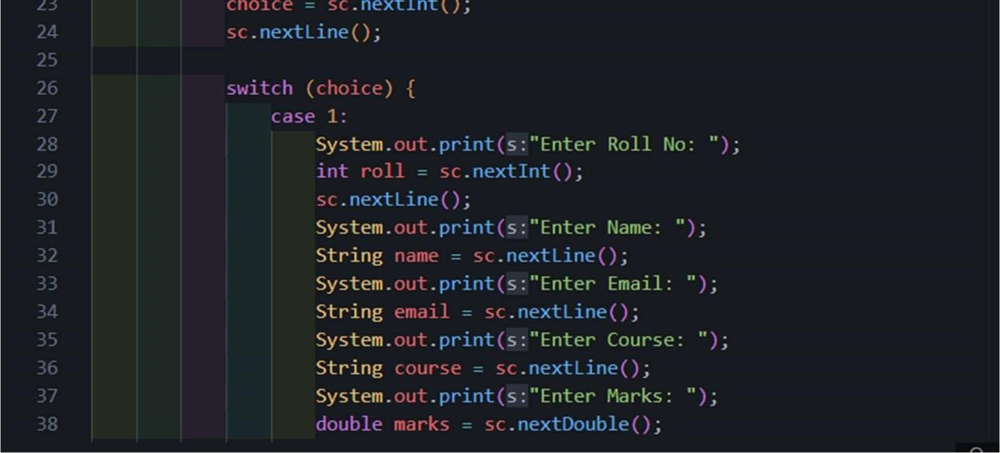 23 choice = sc.nextInt();
24 sc.nextLine();
25
26 switch (choice) {
27 case 1:
28 System.out.print(s:"Enter Roll No: ");
29 int roll = sc.nextInt();
30 sc.nextLine();
31 System.out.print(s:"Enter Name: ");
32 String name = sc.nextLine();
33 System.out.print(s:"Enter Email: ");
34 String email = sc.nextLine();
35 System.out.print(s:"Enter Course: ");
36 String course = sc.nextLine();
37 System.out.print(s:"Enter Marks: ");
38 double marks = sc.nextDouble();